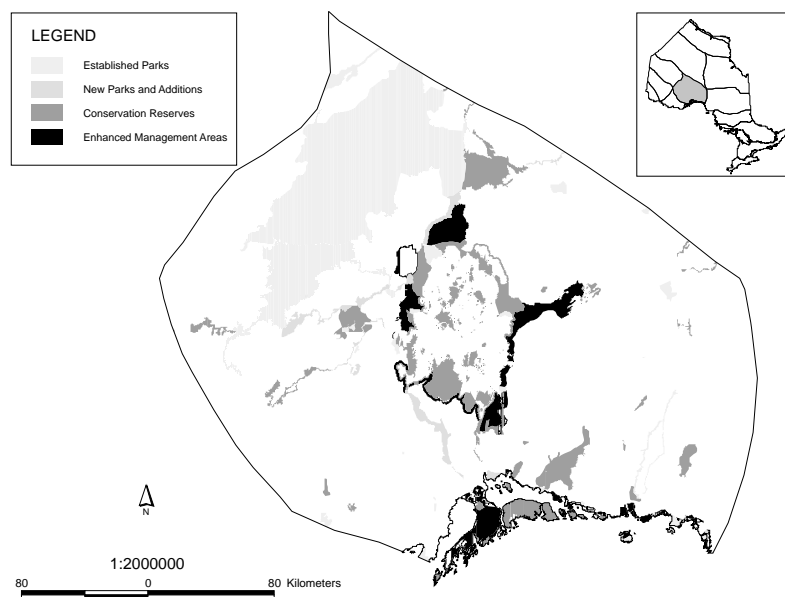 LEGEND
Established Parks
New Parks and Additions
Conservation Reserves
Enhanced Management Areas
N
1:2000000
80 0 80 Kilometers